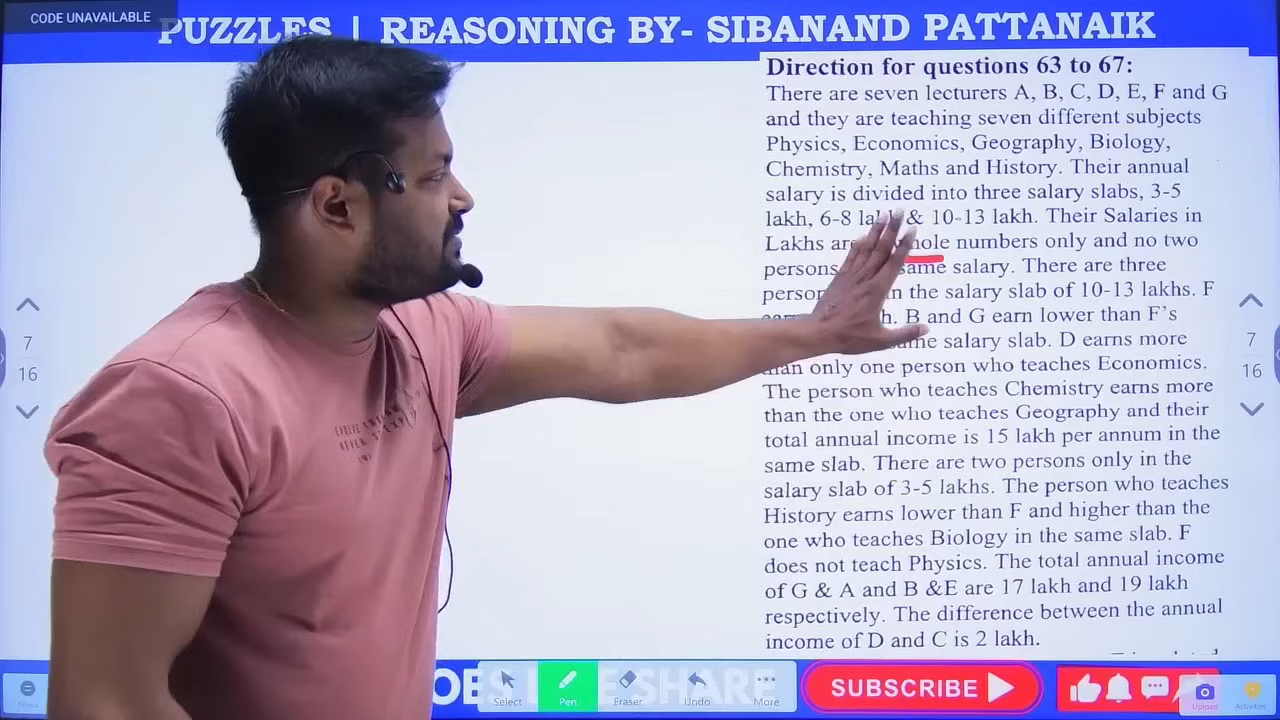 CODE UNAVAILABLE
PUZZLES | REASONING BY- SIBANAND PATTANAIK
Direction for questions 63 to 67:
There are seven lecturers A, B, C, D, E, F and G
and they are teaching seven different subjects
Physics, Economics, Geography, Biology,
Chemistry, Maths and History. Their annual
salary is divided into three salary slabs, 3-5
lakh, 6-8 & 10-13 lakh. Their Salaries in
Lakhs are numbers only and no two
persons same salary. There are three
in the salary slab of 10-13 lakhs. F
B and G earn lower than F's
same salary slab. D earns more
than only one person who teaches Economics.
The person who teaches Chemistry earns more
than the one who teaches Geography and their
total annual income is 15 lakh per annum in the
same slab. There are two persons only in the
salary slab of 3-5 lakhs. The person who teaches
History earns lower than F and higher than the
one who teaches Biology in the same slab. F
does not teach Physics. The total annual income
of G & A and B &E are 17 lakh and 19 lakh
respectively. The difference between the annual
income of D and C is 2 lakh.
7
16
7
16
Select
Pen
Eraser
Undo
More
SHARE
SUBSCRIBE
Upload
Activities